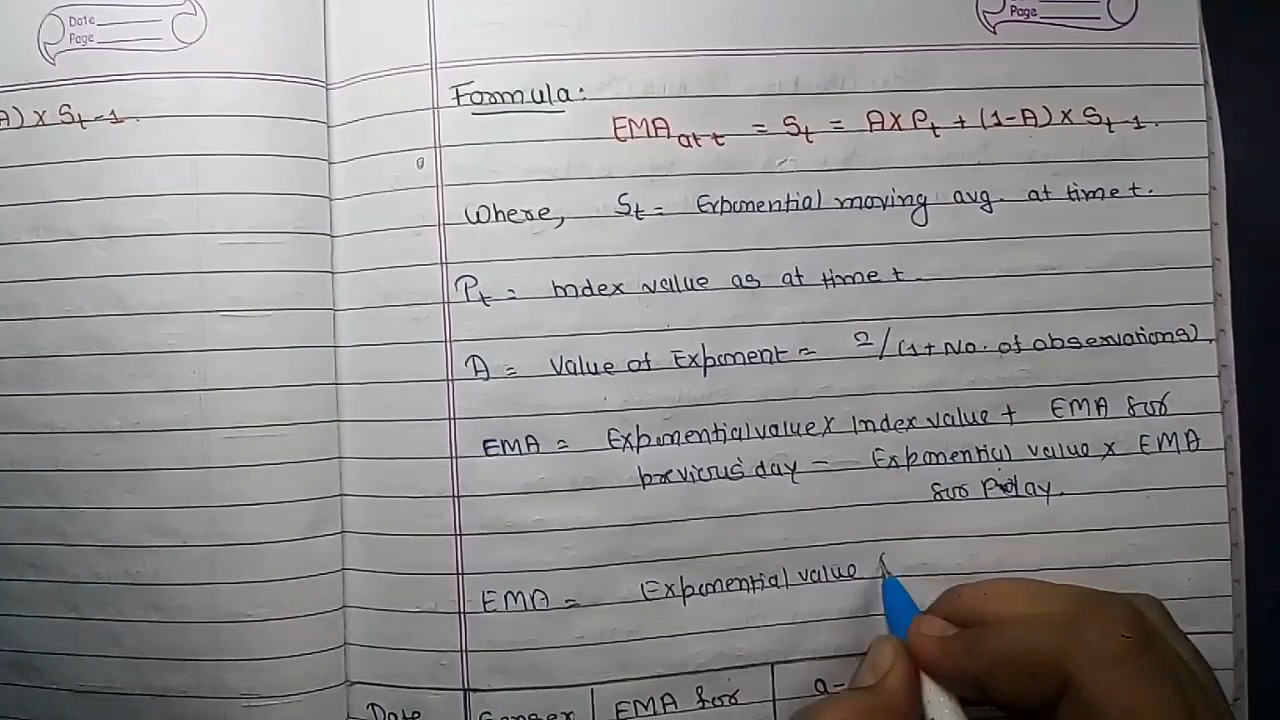 Date
Page
Page
A) x St-1.
Formula:
EMA at t = St = A x Pt + (1-A) x St-1.
Where, St = Exponential moving avg. at time t.
Pt = Index value as at time t
A = Value of Exponent = 2/(1+No. of observations).
EMA = Exponential value x Index value + EMA for
previous day - Exponential value x EMA
for P day.
EMA = Exponential value
Date
EMA for
a-